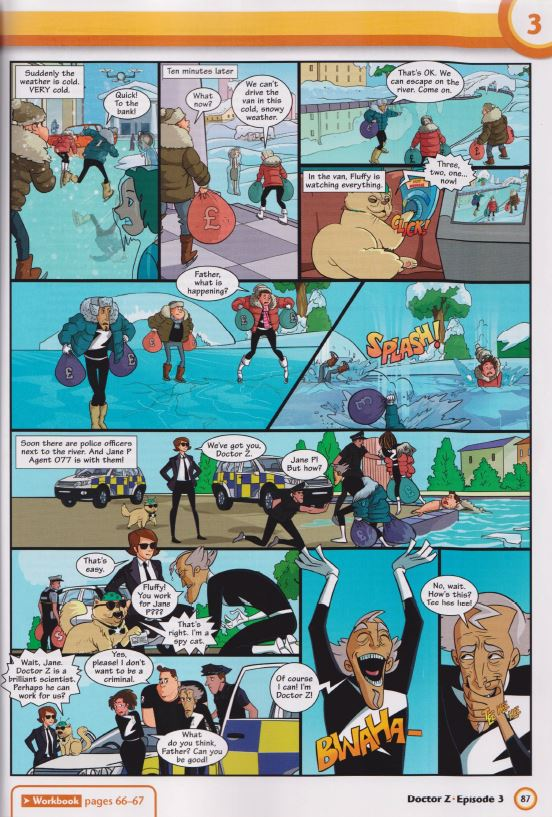 3
Suddenly the
weather is cold.
VERY cold.
Quick!
To the
bank!
Ten minutes later
What
now?
We can't
drive the
van in this
cold, snowy
weather.
That's OK. We
can escape on the
river. Come on.
In the van, Fluffy is
watching everything.
Three,
two, one...
now!
CLICK!
£
Father,
what is
happening?
£
£
£
£
SPLASH!
£
Soon there are police officers
next to the river. And Jane P
Agent 077 is with them!
We've got you,
Doctor Z.
Jane P!
But how?
That's
easy.
Fluffy!
You work
for Jane
P???
That's
right. I'm a
spy cat.
Wait, Jane.
Doctor Z is a
brilliant scientist.
Perhaps he can
work for us?
Yes,
please! I don't
want to be a
criminal.
What
do you think,
Father? Can you
be good?
Of course
I can! I'm
Doctor Z!
BWAHA-
No, wait.
How's this?
Tee hee hee!
Workbook pages 66–67
Doctor Z · Episode 3
87